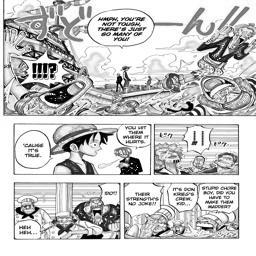 HMPH, YOU'RE
NOT TOUGH,
THERE'S JUST
SO MANY OF
YOU!
!!!?
YOU HIT THEM
WHERE IT
HURTS.
'CAUSE
IT'S
TRUE.
!!
STUPID CHORE
BOY, DID YOU
HAVE TO
MAKE THEM
MADDER?
IT'S DON
KRIEG'S
CREW,
KID...
THEIR
STRENGTH'S
NO JOKE!!
HEH
HEH...